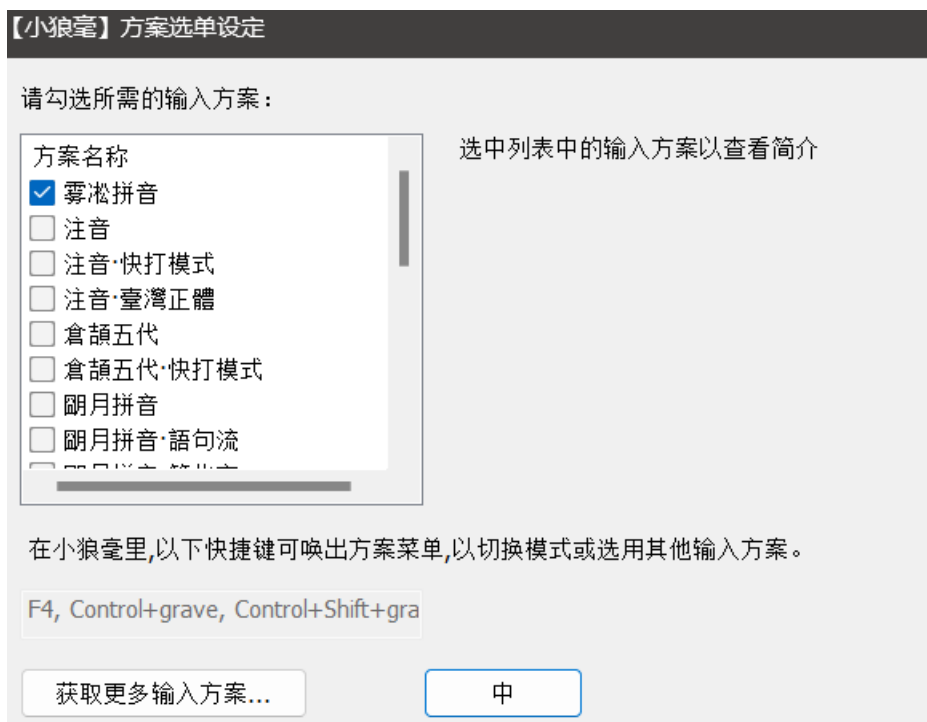 【小狼毫】方案选单设定
请勾选所需的输入方案:
选中列表中的输入方案以查看简介
方案名称
雾凇拼音
注音
注音·快打模式
注音·臺灣正體
倉頡五代
倉頡五代·快打模式
朙月拼音
朙月拼音·語句流
在小狼毫里,以下快捷键可唤出方案菜单,以切换模式或选用其他输入方案。
F4, Control+grave, Control+Shift+gra
获取更多输入方案...
中